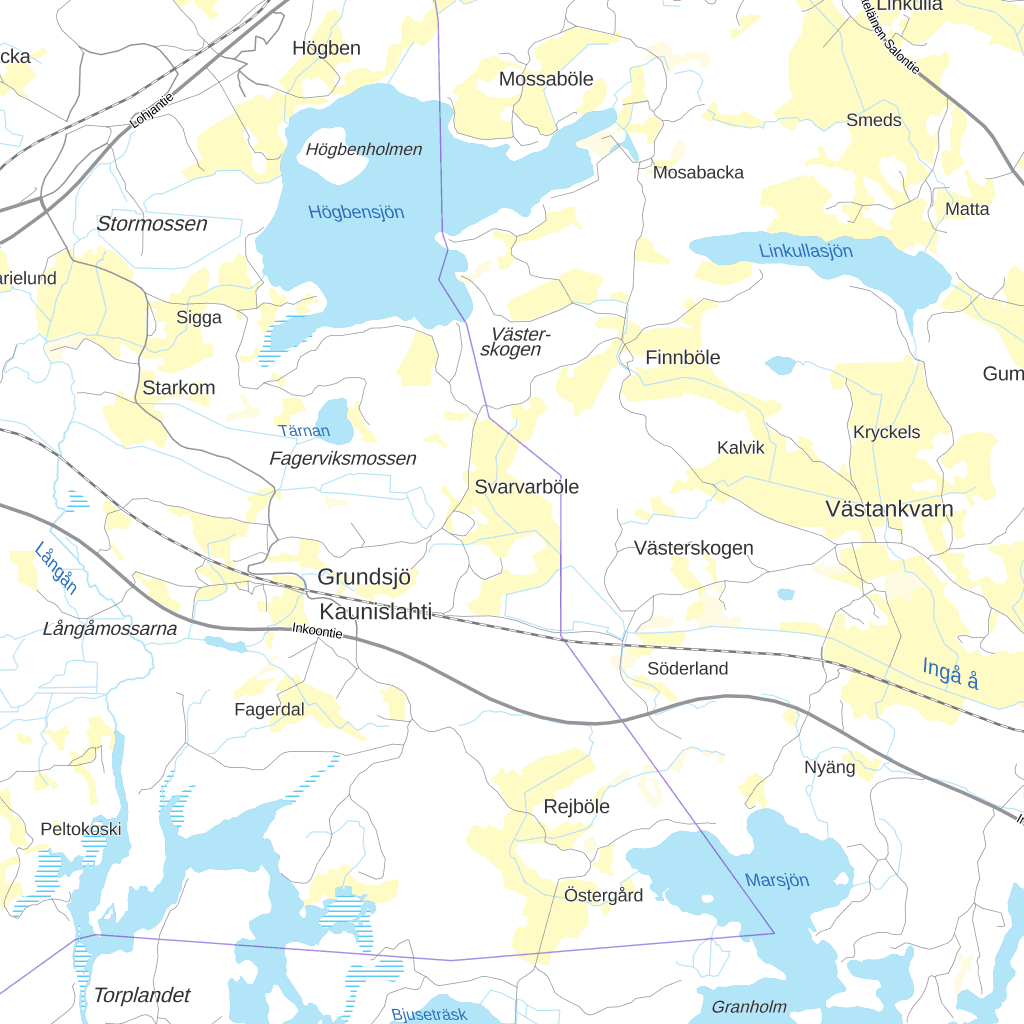 Linkulla
Högben
Mossaböle
Lohjantie
Smeds
Högbenholmen
Mosabacka
Högbensjön
Matta
Stormossen
Linkullasjön
Sigga
Väster-
skogen
Finnböle
Starkom
Tärnan
Kryckels
Kalvik
Fagerviksmossen
Svarvarböle
Västankvarn
Västerskogen
Långån
Grundsjö
Kaunislahti
Långåmossarna
Inkoontie
Söderland
Ingå å
Fagerdal
Nyäng
Rejböle
Peltokoski
Marsjön
Östergård
Torplandet
Granholm
Bjuseträsk